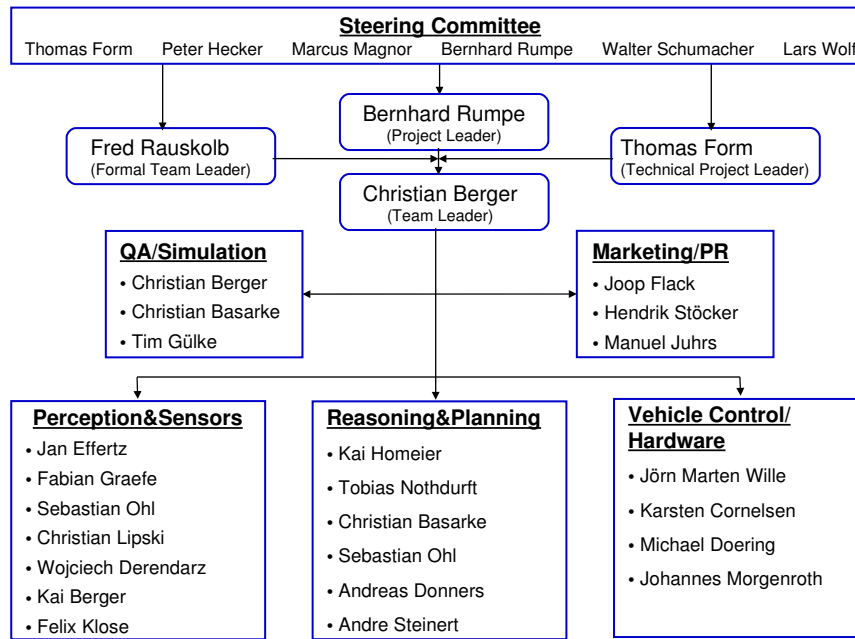 Steering Committee
Thomas Form Peter Hecker Marcus Magnor Bernhard Rumpe Walter Schumacher Lars Wolf
Bernhard Rumpe
(Project Leader)
Fred Rauskolb
(Formal Team Leader)
Thomas Form
(Technical Project Leader)
Christian Berger
(Team Leader)
QA/Simulation
• Christian Berger
• Christian Basarke
• Tim Gülke
Marketing/PR
• Joop Flack
• Hendrik Stöcker
• Manuel Juhrs
Perception&Sensors
• Jan Effertz
• Fabian Graefe
• Sebastian Ohl
• Christian Lipski
• Wojciech Derendarz
• Kai Berger
• Felix Klose
Reasoning&Planning
• Kai Homeier
• Tobias Nothdurft
• Christian Basarke
• Sebastian Ohl
• Andreas Donners
• Andre Steinert
Vehicle Control/
Hardware
• Jörn Marten Wille
• Karsten Cornelsen
• Michael Doering
• Johannes Morgenroth